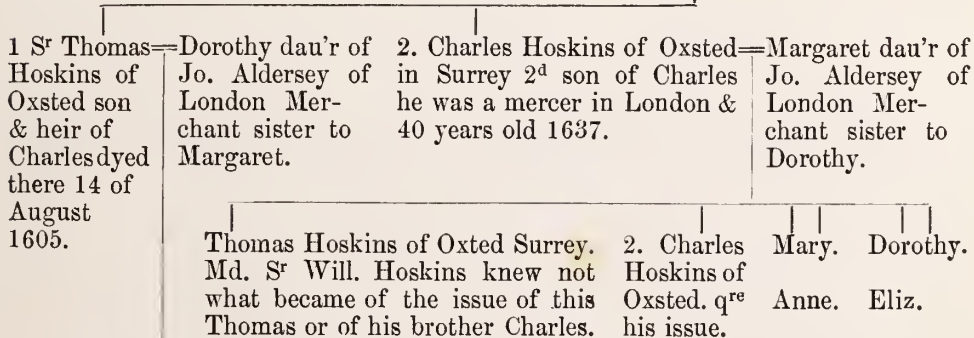 1 Sr Thomas=Dorothy dau'r of
Hoskins of
Oxsted son
& heir of
Charles dyed
there 14 of
August
1605.
Jo. Aldersey of
London Mer-
chant sister to
Margaret.
2. Charles Hoskins of Oxsted=Margaret dau'r of
in Surrey 2d son of Charles
he was a mercer in London &
40 years old 1637.
Jo. Aldersey of
London Mer-
chant sister to
Dorothy.
Thomas Hoskins of Oxted Surrey.
Md. Sr Will. Hoskins knew not
what became of the issue of this
Thomas or of his brother Charles.
2. Charles
Hoskins of
Oxsted. qre
his issue.
Mary.
Anne.
Dorothy.
Eliz.